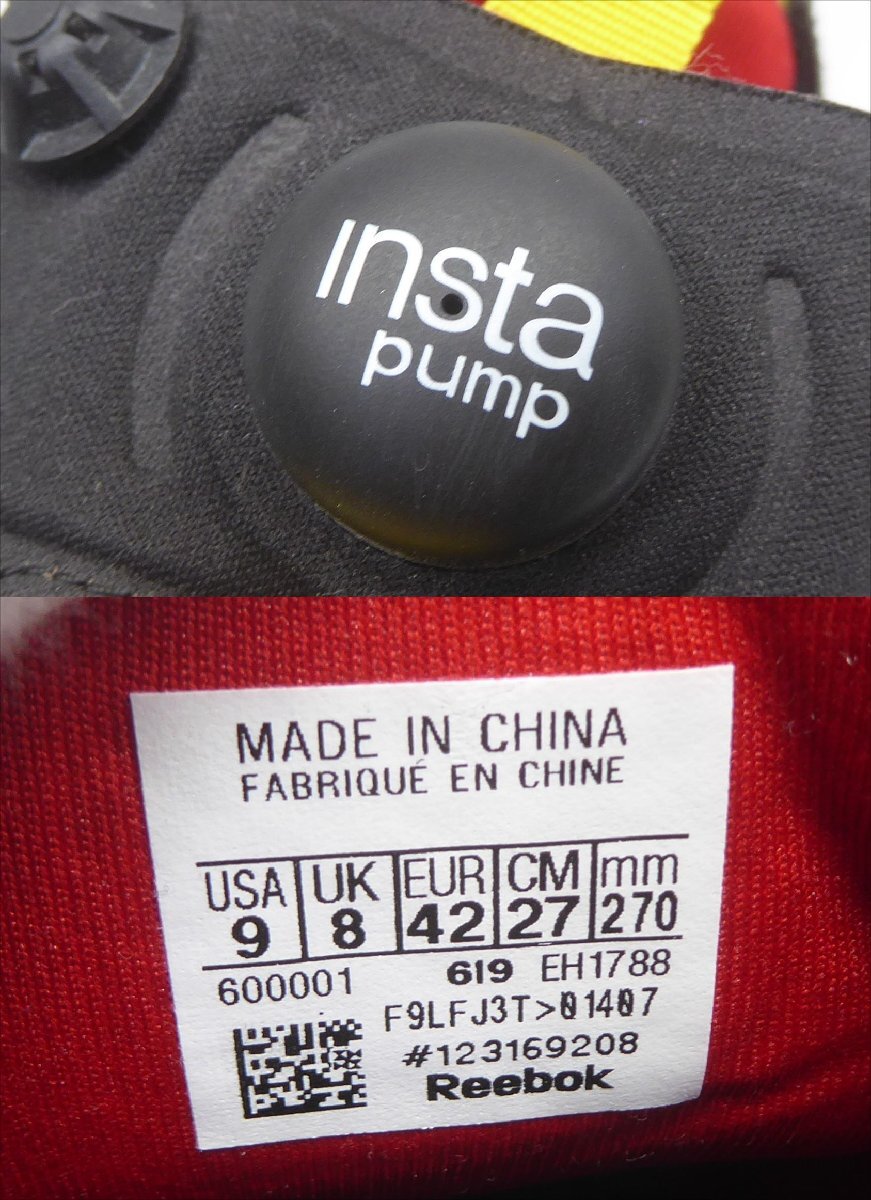 Insta
pump
MADE IN CHINA
FABRIQUÉ EN CHINE
USA UK EUR CM mm
9 8 42 27 270
600001 619 EH1788
F9LFJ3T>01407
#123169208
Reebok